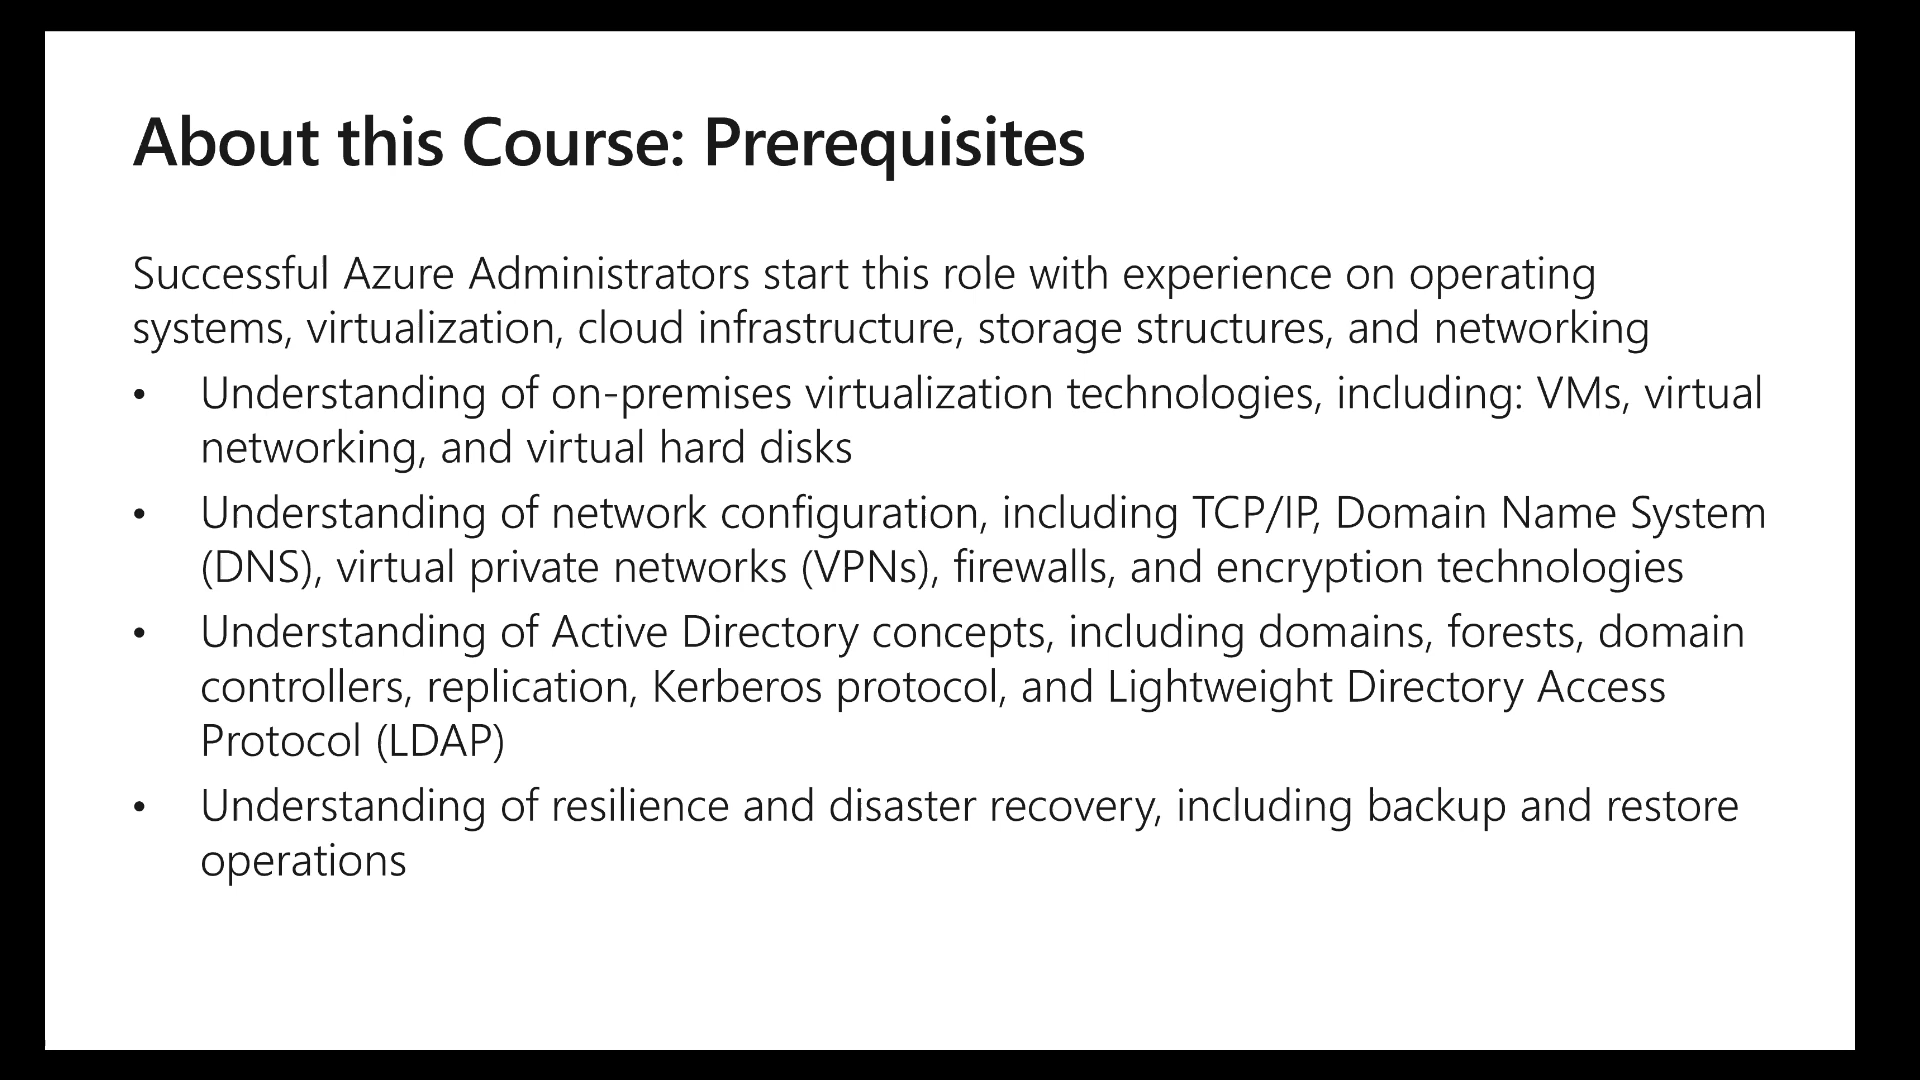 About this Course: Prerequisites
Successful Azure Administrators start this role with experience on operating
systems, virtualization, cloud infrastructure, storage structures, and networking
• Understanding of on-premises virtualization technologies, including: VMs, virtual
networking, and virtual hard disks
• Understanding of network configuration, including TCP/IP, Domain Name System
(DNS), virtual private networks (VPNs), firewalls, and encryption technologies
• Understanding of Active Directory concepts, including domains, forests, domain
controllers, replication, Kerberos protocol, and Lightweight Directory Access
Protocol (LDAP)
• Understanding of resilience and disaster recovery, including backup and restore
operations